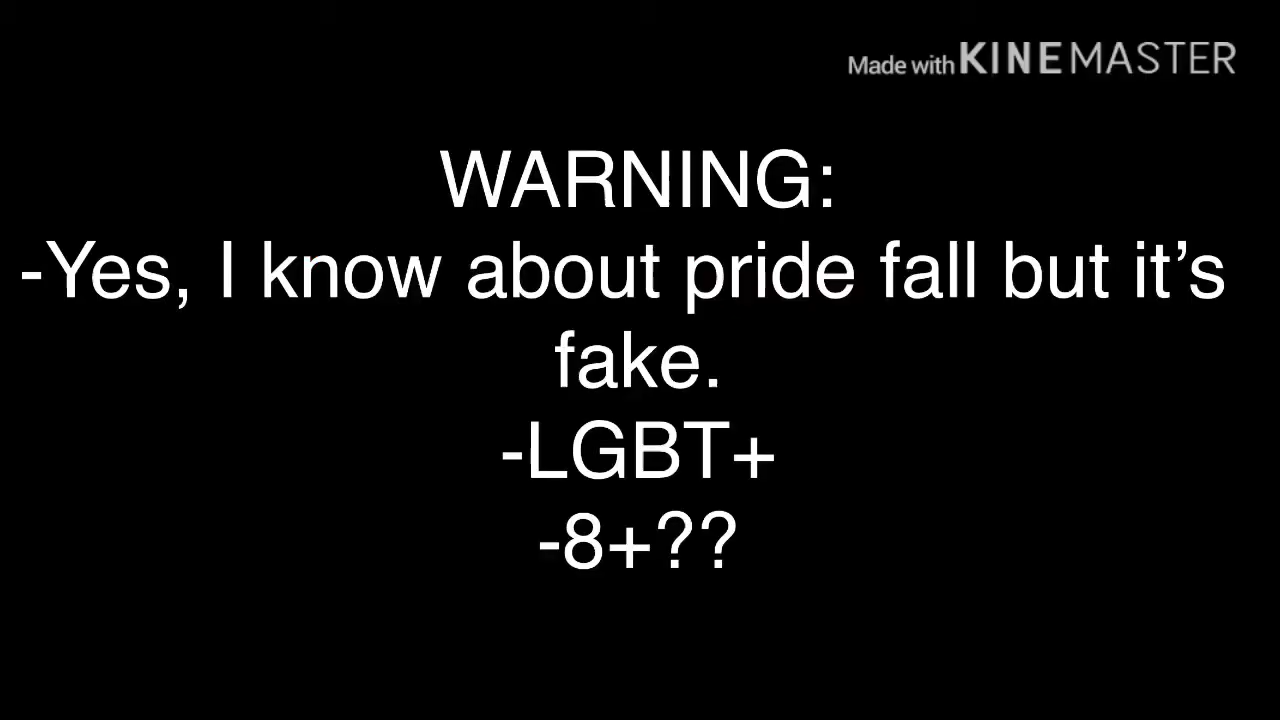 Made with KINEMASTER
WARNING:
-Yes, I know about pride fall but it’s
fake.
-LGBT+
-8+??